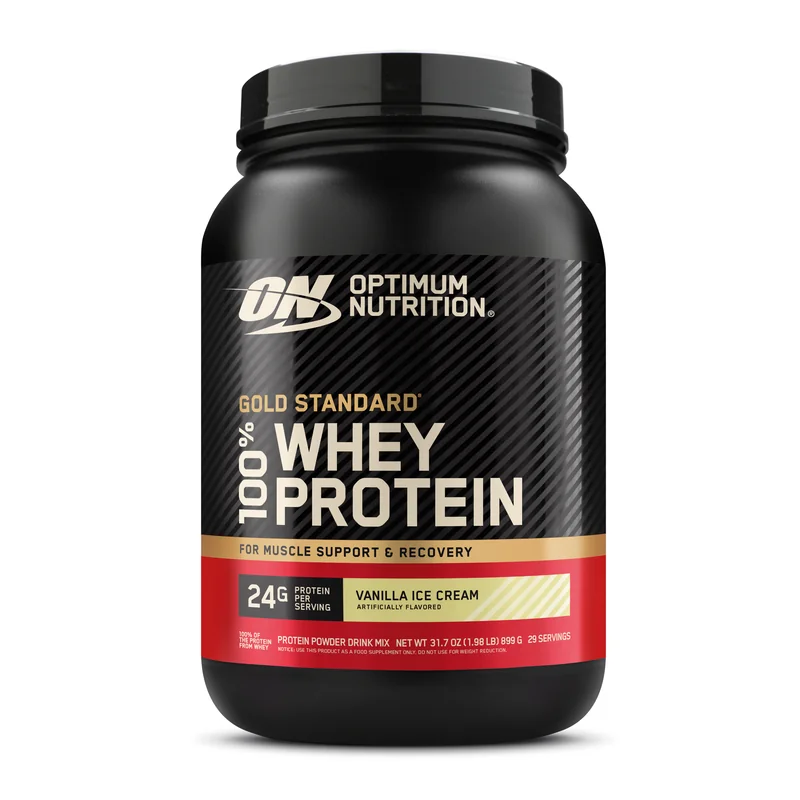 ON OPTIMUM
NUTRITION®
GOLD STANDARD®
100% WHEY
PROTEIN
FOR MUSCLE SUPPORT & RECOVERY
24G PROTEIN
PER
SERVING
VANILLA ICE CREAM
ARTIFICIALLY FLAVORED
100% OF
THE PROTEIN
FROM WHEY
PROTEIN POWDER DRINK MIX NET WT 31.7 OZ (1.98 LB) 899 G 29 SERVINGS
NOTICE: USE THIS PRODUCT AS A FOOD SUPPLEMENT ONLY. DO NOT USE FOR WEIGHT REDUCTION.